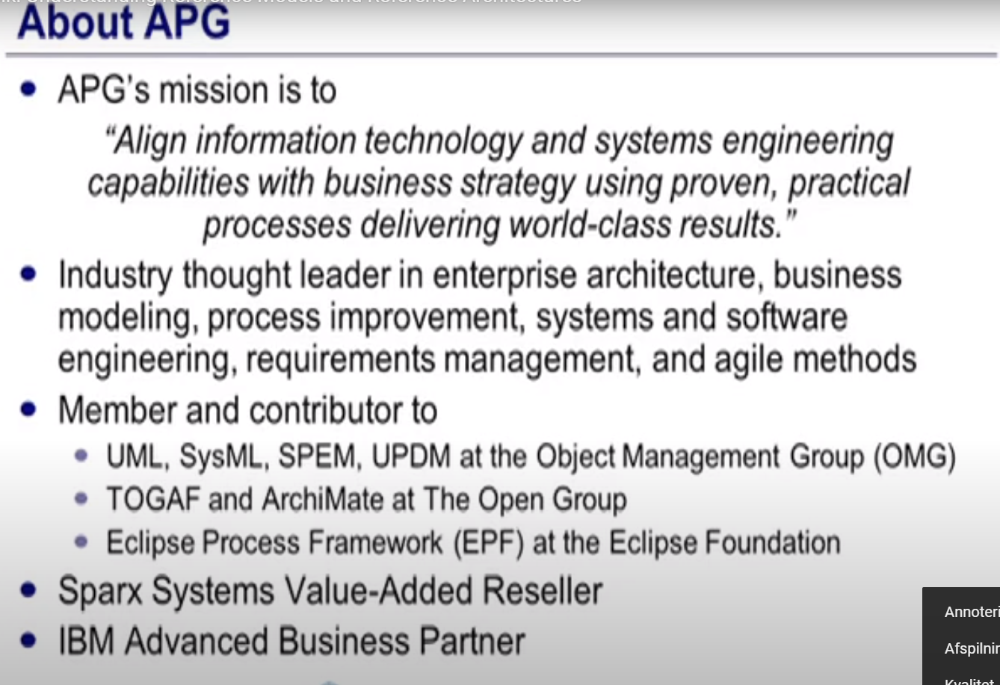 Understanding Reference Models and Reference Architectures
About APG
• APG's mission is to
“Align information technology and systems engineering
capabilities with business strategy using proven, practical
processes delivering world-class results.”
• Industry thought leader in enterprise architecture, business
modeling, process improvement, systems and software
engineering, requirements management, and agile methods
• Member and contributor to
• UML, SysML, SPEM, UPDM at the Object Management Group (OMG)
• TOGAF and ArchiMate at The Open Group
• Eclipse Process Framework (EPF) at the Eclipse Foundation
• Sparx Systems Value-Added Reseller
• IBM Advanced Business Partner
Annoteri
Afspilnin
Kvalitet